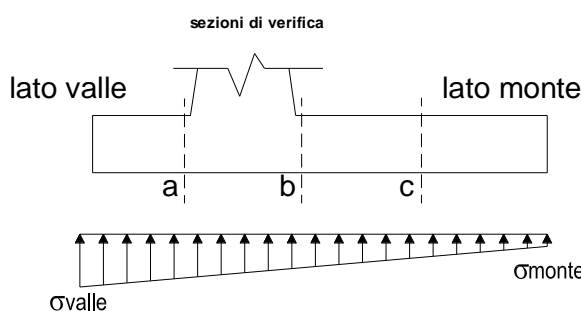 sezioni di verifica
lato valle
lato monte
a
b
c
σvalle
σmonte